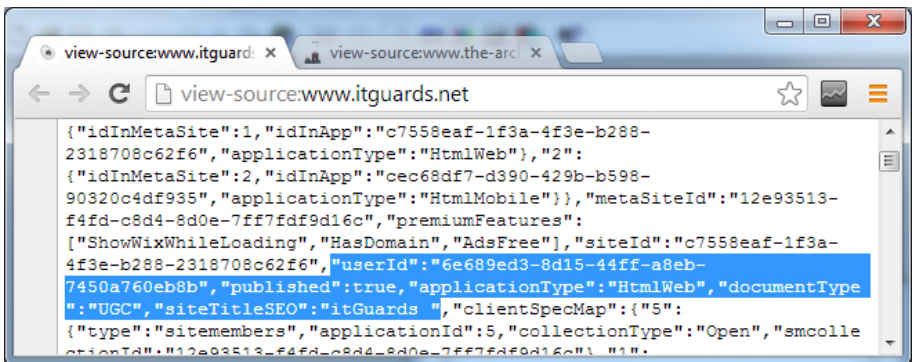 view-source:www.itguard:
view-source:www.the-arcl
view-source:www.itguards.net
{"idInMetaSite":1,"idInApp":"c7558eaf-1f3a-4f3e-b288-
2318708c62f6","applicationType":"HtmlWeb"},"2":
{"idInMetaSite":2,"idInApp":"cec68df7-d390-429b-b598-
90320c4df935","applicationType":"HtmlMobile"}},"metaSiteId":"12e93513-
f4fd-c8d4-8d0e-7ff7fdf9d16c","premiumFeatures":
["ShowWixWhileLoading","HasDomain","AdsFree"],"siteId":"c7558eaf-1f3a-
4f3e-b288-2318708c62f6","userId":"6e689ed3-8d15-44ff-a8eb-
7450a760eb8b","published":true,"applicationType":"HtmlWeb","documentType
":"UGC","siteTitleSEO":"itGuards ","clientSpecMap":{"5":
{"type":"sitemembers","applicationId":5,"collectionType":"Open","smcolle
ctionId":"12e93513-f4fd-c8d4-8d0e-7ff7fdf9d16c"},"1":